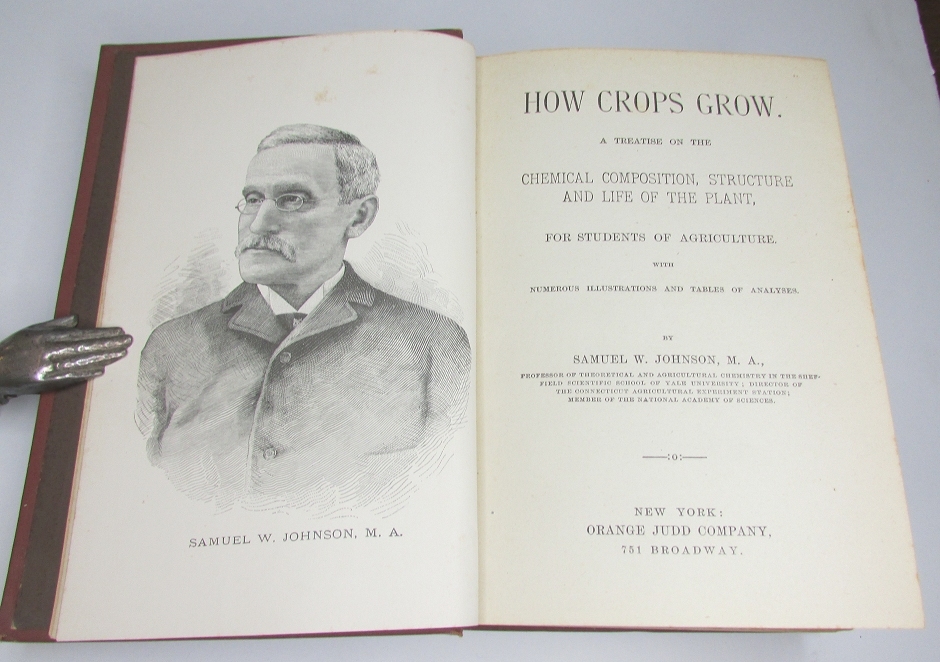 SAMUEL W. JOHNSON, M. A.
HOW CROPS GROW.
A TREATISE ON THE
CHEMICAL COMPOSITION, STRUCTURE
AND LIFE OF THE PLANT,
FOR STUDENTS OF AGRICULTURE.
WITH
NUMEROUS ILLUSTRATIONS AND TABLES OF ANALYSES.
BY
SAMUEL W. JOHNSON, M. A.,
PROFESSOR OF THEORETICAL AND AGRICULTURAL CHEMISTRY IN THE SHEF-
FIELD SCIENTIFIC SCHOOL OF YALE UNIVERSITY; DIRECTOR OF
THE CONNECTICUT AGRICULTURAL EXPERIMENT STATION;
MEMBER OF THE NATIONAL ACADEMY OF SCIENCES.
——:o:——
NEW YORK:
ORANGE JUDD COMPANY,
751 BROADWAY.